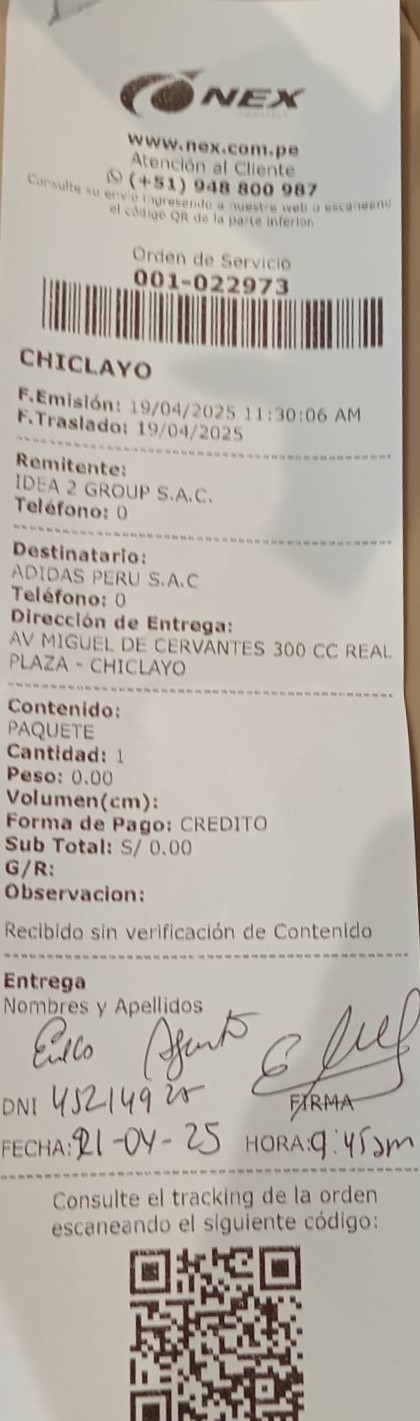 NEX
www.nex.com.pe
Atención al Cliente
(+51) 948 800 987
Consulte su envío ingresando a nuestra web o escaneando
el código QR de la parte inferior.
Orden de Servicio
001-022973
CHICLAYO
F.Emisión: 19/04/2025 11:30:06 AM
F.Traslado: 19/04/2025
Remitente:
IDEA 2 GROUP S.A.C.
Teléfono: 0
Destinatario:
ADIDAS PERU S.A.C
Teléfono: 0
Dirección de Entrega:
AV MIGUEL DE CERVANTES 300 CC REAL
PLAZA - CHICLAYO
Contenido:
PAQUETE
Cantidad: 1
Peso: 0.00
Volumen(cm):
Forma de Pago: CREDITO
Sub Total: S/ 0.00
G/R:
Observacion:
Recibido sin verificación de Contenido
Entrega
Nombres y Apellidos
DNI
FIRMA
FECHA: 21-04-25 HORA: 9:45am
Consulte el tracking de la orden
escaneando el siguiente código: